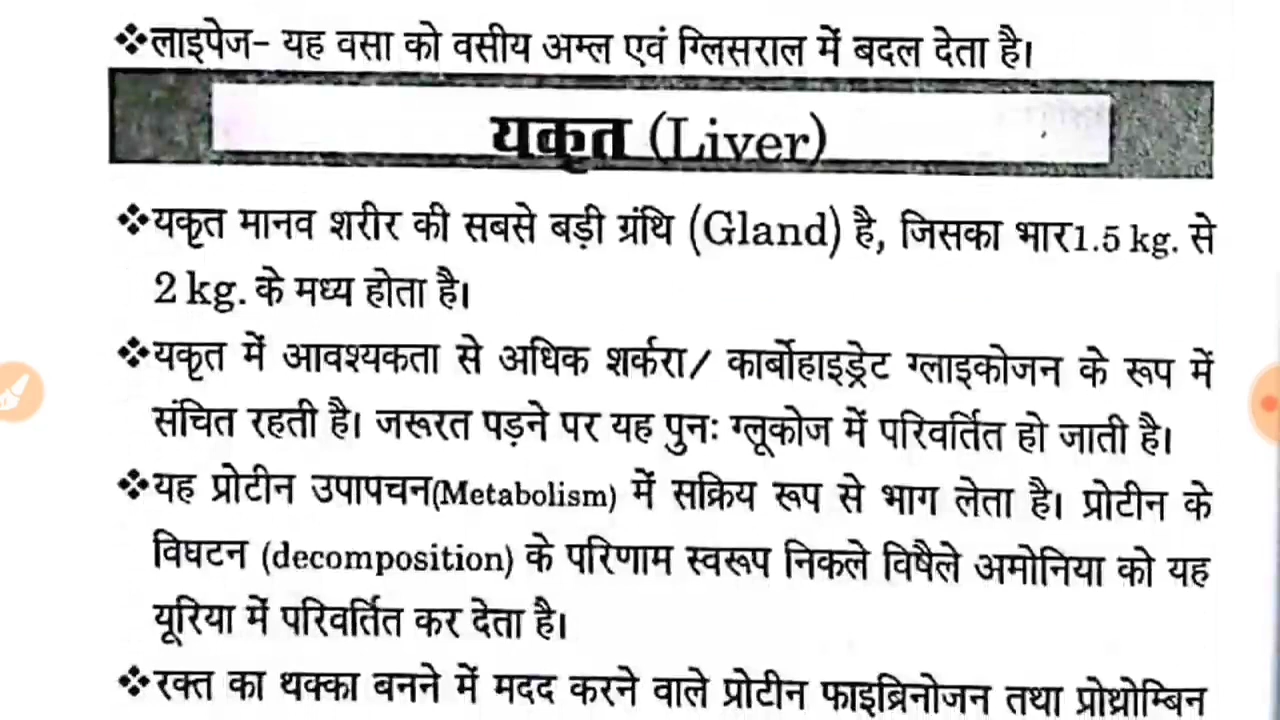 ❖लाइपेज- यह वसा को वसीय अम्ल एवं ग्लिसराल में बदल देता है।
यकृत (Liver)
❖यकृत मानव शरीर की सबसे बड़ी ग्रंथि (Gland) है, जिसका भार1.5 kg. से
2 kg. के मध्य होता है।
❖यकृत में आवश्यकता से अधिक शर्करा/ कार्बोहाइड्रेट ग्लाइकोजन के रूप में
संचित रहती है। जरूरत पड़ने पर यह पुनः ग्लूकोज में परिवर्तित हो जाती है।
❖यह प्रोटीन उपापचन(Metabolism) में सक्रिय रूप से भाग लेता है। प्रोटीन के
विघटन (decomposition) के परिणाम स्वरूप निकले विषैले अमोनिया को यह
यूरिया में परिवर्तित कर देता है।
❖रक्त का थक्का बनने में मदद करने वाले प्रोटीन फाइब्रिनोजन तथा प्रोथ्रोम्बिन